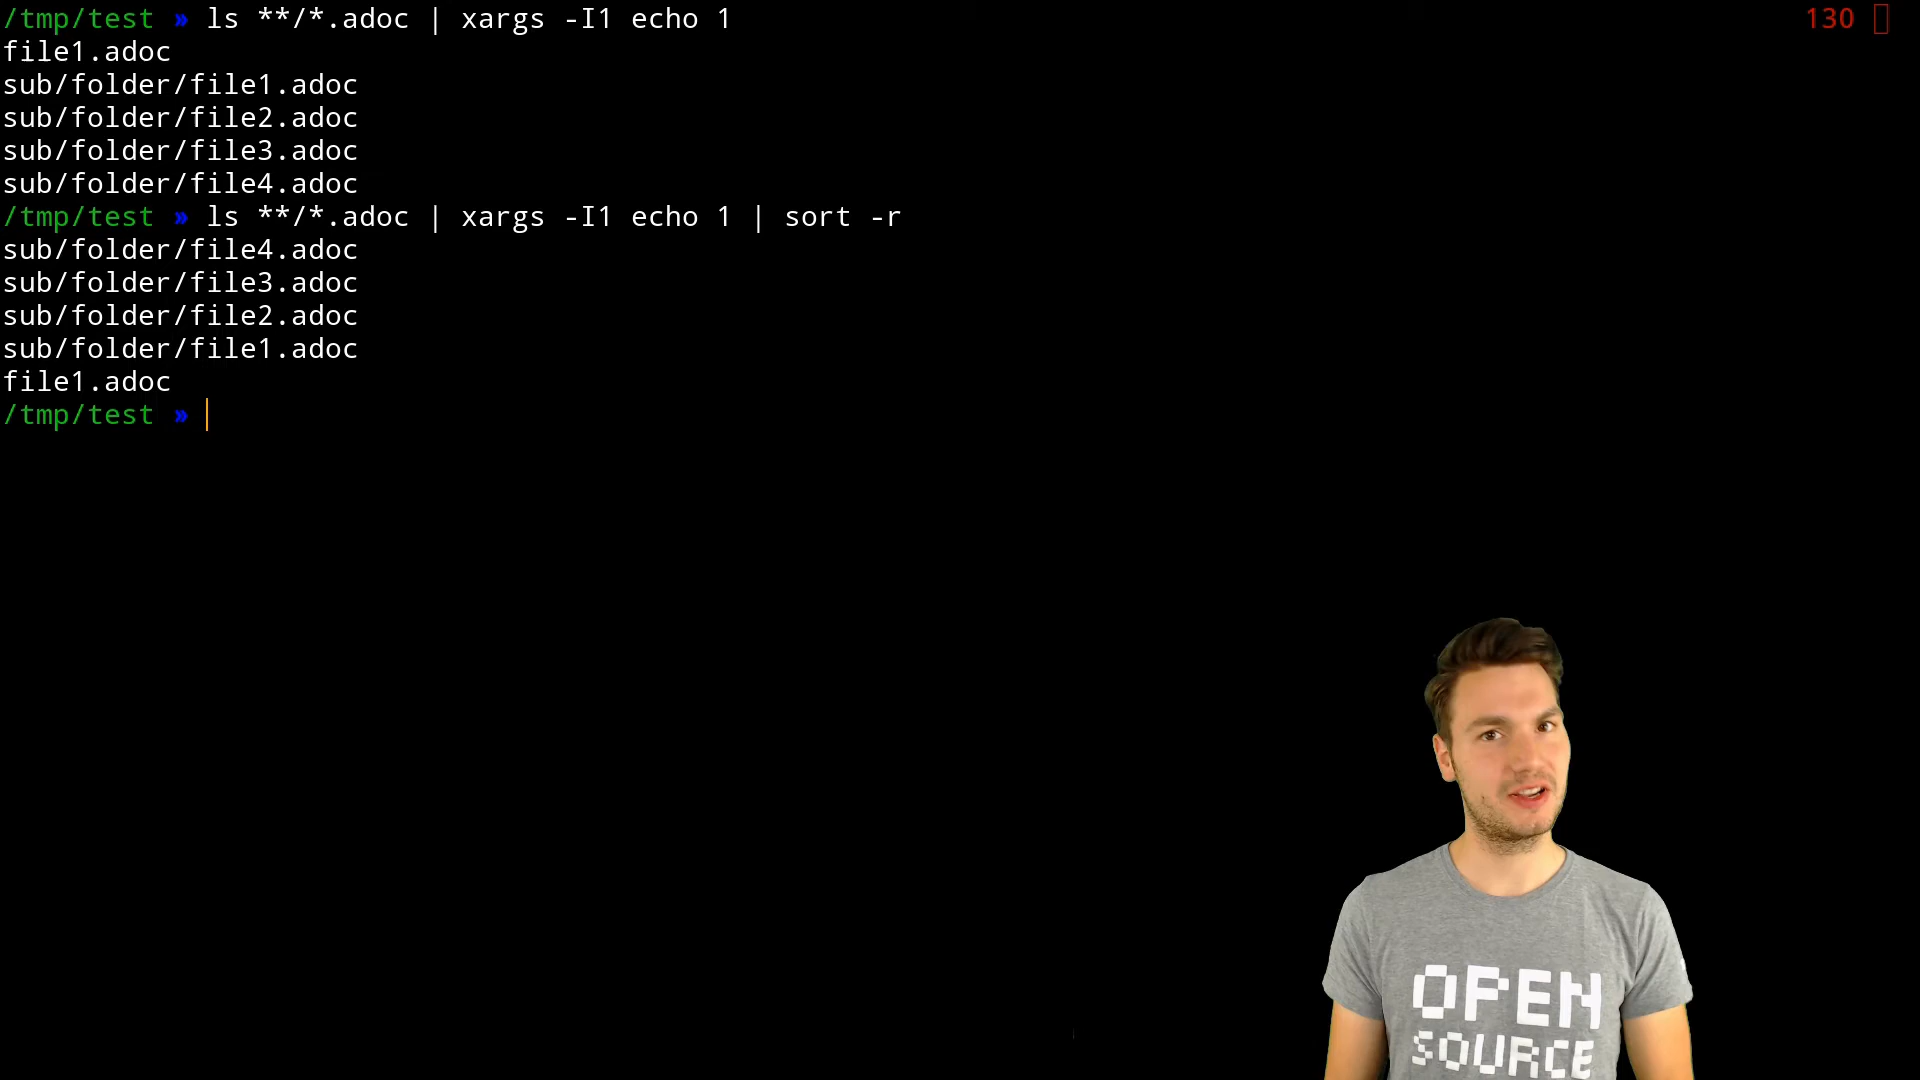 /tmp/test » ls **/*.adoc | xargs -I1 echo 1 130
file1.adoc
sub/folder/file1.adoc
sub/folder/file2.adoc
sub/folder/file3.adoc
sub/folder/file4.adoc
/tmp/test » ls **/*.adoc | xargs -I1 echo 1 | sort -r
sub/folder/file4.adoc
sub/folder/file3.adoc
sub/folder/file2.adoc
sub/folder/file1.adoc
file1.adoc
/tmp/test »
OPEN
SOURCE